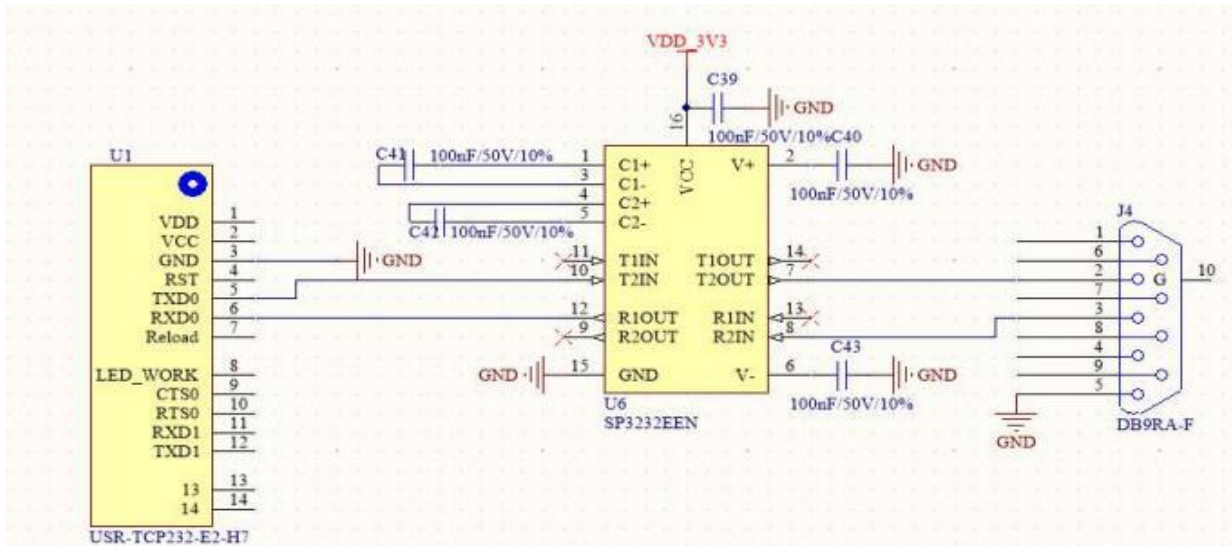 VDD_3V3
C39
GND
16
100nF/50V/10%
C40
U1
C41
100nF/50V/10%
1
C1+
VCC
V+
2
GND
3
C1-
100nF/50V/10%
4
C2+
5
C2-
C42
100nF/50V/10%
J4
VDD
1
VCC
2
GND
3
GND
RST
4
TXD0
5
RXD0
6
Reload
7
LED_WORK
8
CTS0
9
RTS0
10
RXD1
11
TXD1
12
13
13
14
14
USR-TCP232-E2-H7
11
T1IN
T1OUT
14
10
T2IN
T2OUT
7
12
R1OUT
R1IN
13
9
R2OUT
R2IN
8
C43
GND
15
GND
V-
6
GND
100nF/50V/10%
U6
SP3232EEN
1
6
2
G
10
7
3
8
4
9
5
GND
DB9RA-F